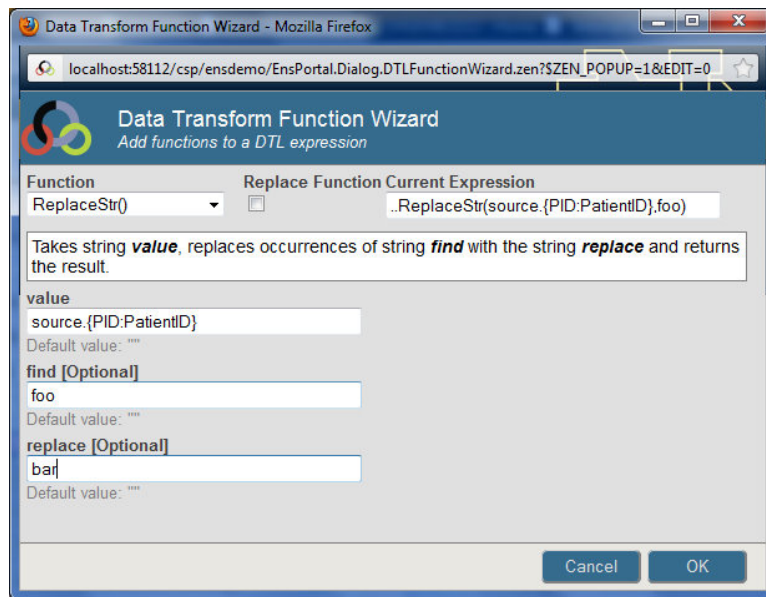 Data Transform Function Wizard - Mozilla Firefox
localhost:58112/csp/ensdemo/EnsPortal.Dialog.DTLFunctionWizard.zen?$ZEN_POPUP=1&EDIT=0
Data Transform Function Wizard
Add functions to a DTL expression
Function Replace Function Current Expression
ReplaceStr() ..ReplaceStr(source.{PID:PatientID},foo)
Takes string value, replaces occurrences of string find with the string replace and returns
the result.
value
source.{PID:PatientID}
Default value: ""
find [Optional]
foo
Default value: ""
replace [Optional]
bar
Default value: ""
Cancel OK